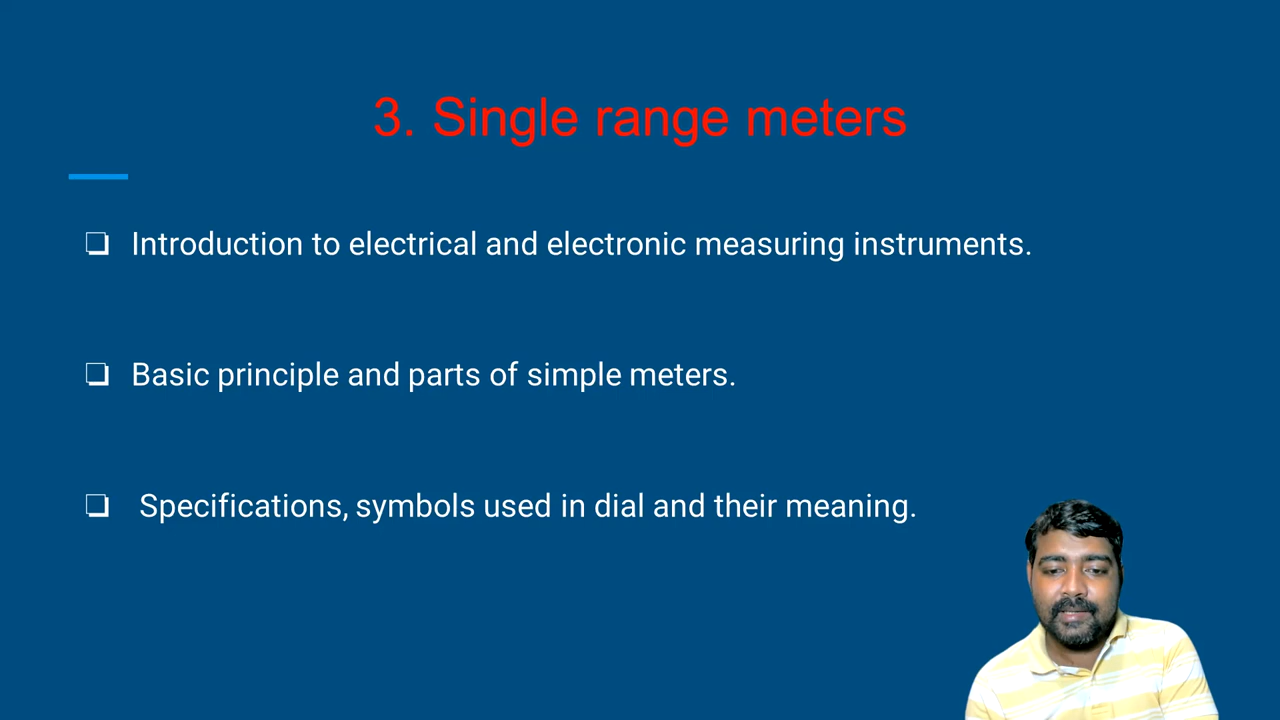 3. Single range meters
❏ Introduction to electrical and electronic measuring instruments.
❏ Basic principle and parts of simple meters.
❏ Specifications, symbols used in dial and their meaning.